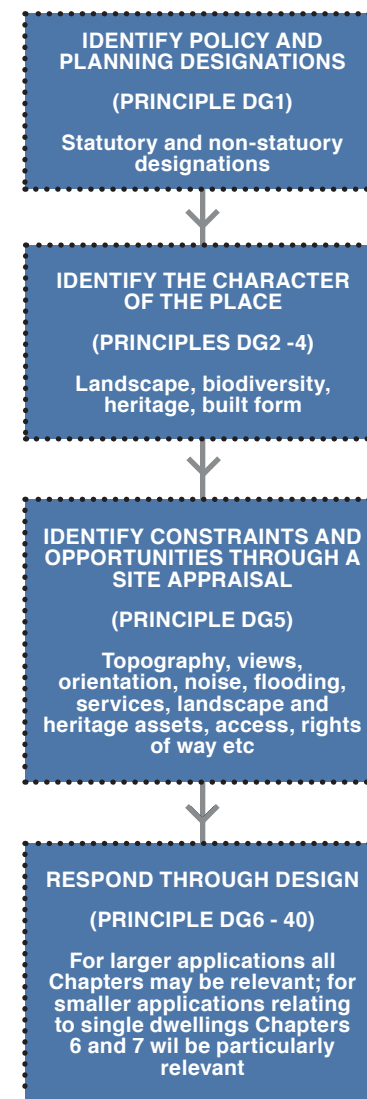 IDENTIFY POLICY AND
PLANNING DESIGNATIONS
(PRINCIPLE DG1)
Statutory and non-statuory
designations
IDENTIFY THE CHARACTER
OF THE PLACE
(PRINCIPLES DG2 -4)
Landscape, biodiversity,
heritage, built form
IDENTIFY CONSTRAINTS AND
OPPORTUNITIES THROUGH A
SITE APPRAISAL
(PRINCIPLE DG5)
Topography, views,
orientation, noise, flooding,
services, landscape and
heritage assets, access, rights
of way etc
RESPOND THROUGH DESIGN
(PRINCIPLE DG6 - 40)
For larger applications all
Chapters may be relevant; for
smaller applications relating
to single dwellings Chapters
6 and 7 wil be particularly
relevant